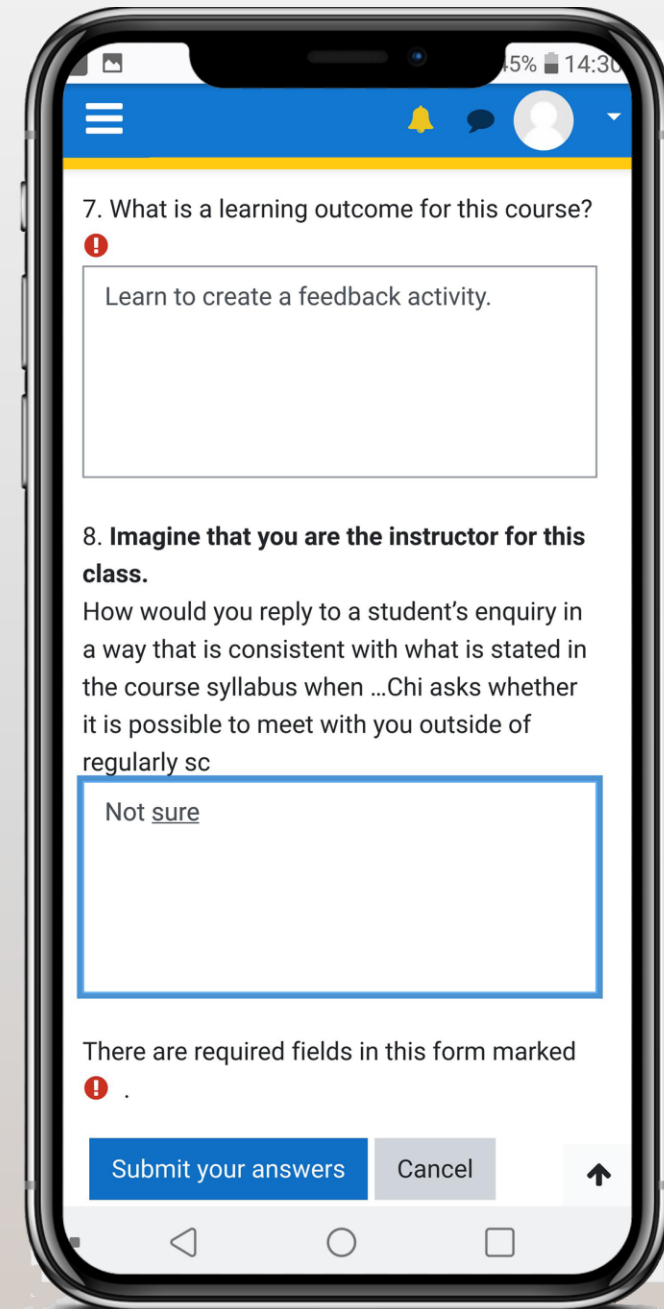 45% 14:30
7. What is a learning outcome for this course?
Learn to create a feedback activity.
8. Imagine that you are the instructor for this
class.
How would you reply to a student’s enquiry in
a way that is consistent with what is stated in
the course syllabus when ...Chi asks whether
it is possible to meet with you outside of
regularly sc
Not sure
There are required fields in this form marked
.
Submit your answers Cancel